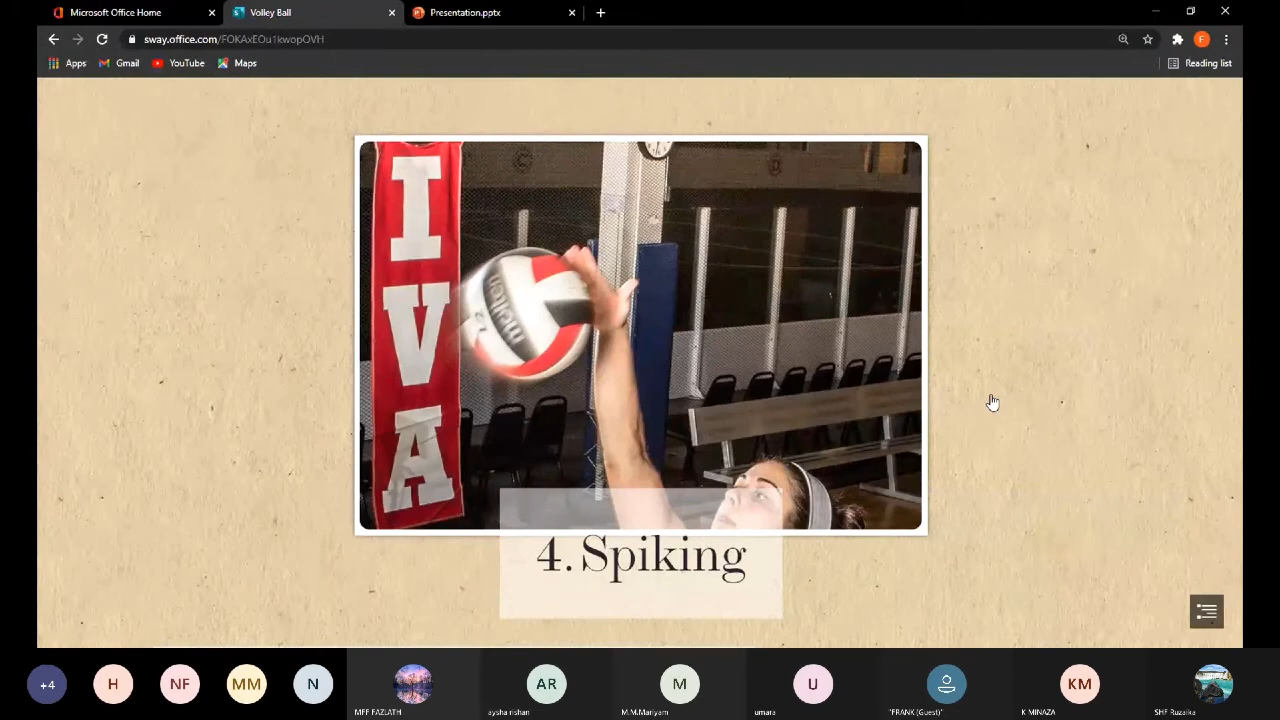 Microsoft Office Home
Volley Ball
Presentation.pptx
sway.office.com/FOKAxEOu1kwopOVH
F
Apps
Gmail
YouTube
Maps
Reading list
I
V
A
molten
4. Spiking
+4
H
NF
MM
N
MFF FAZLATH
AR
aysha rishan
M
M.M.Mariyam
U
umara
"FRANK (Guest)"
KM
K MINAZA
SHF Ruzaika